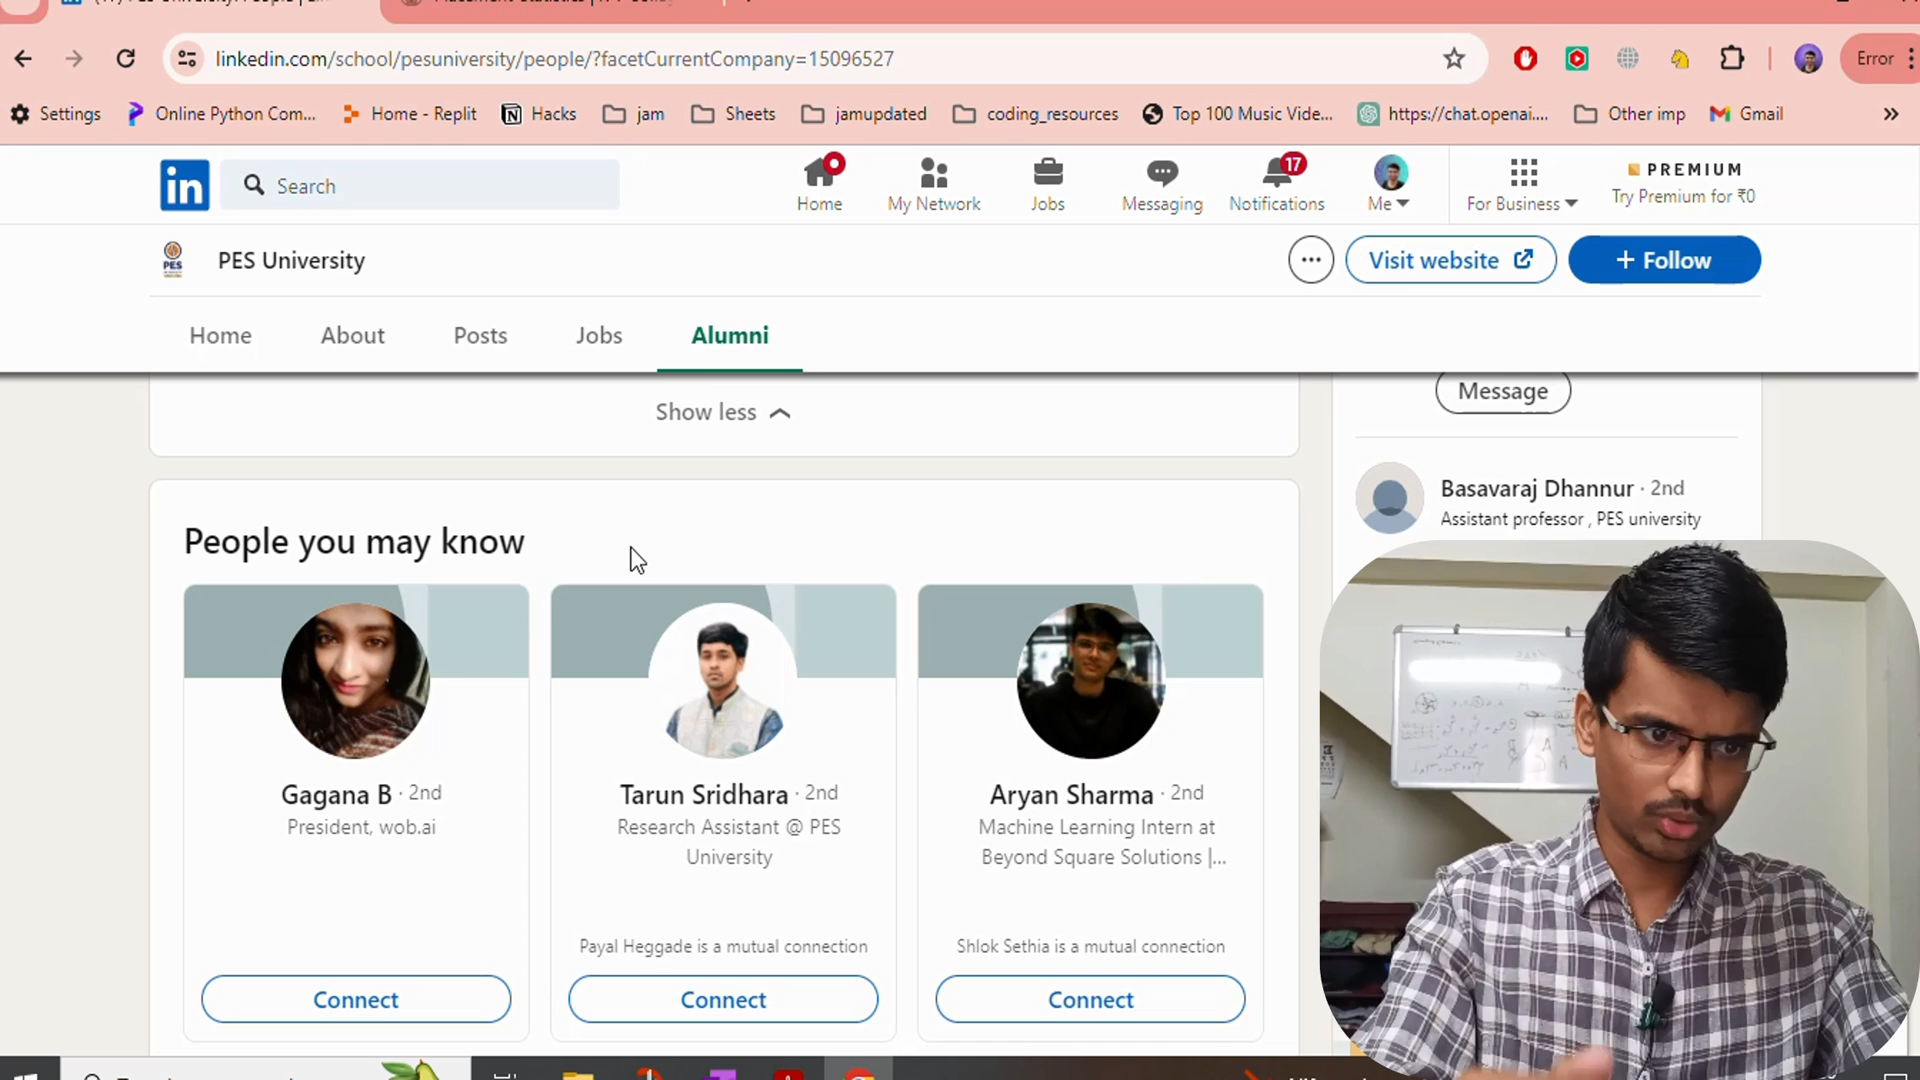 linkedin.com/school/pesuniversity/people/?facetCurrentCompany=15096527
Error
Settings
Online Python Com...
Home - Replit
Hacks
jam
Sheets
jamupdated
coding_resources
Top 100 Music Vide...
https://chat.openai....
Other imp
Gmail
»
in
Search
Home
My Network
Jobs
Messaging
17
Notifications
Me
For Business
PREMIUM
Try Premium for ₹0
PES
PES University
Visit website
+ Follow
Home
About
Posts
Jobs
Alumni
Show less
Message
Basavaraj Dhannur · 2nd
Assistant professor , PES university
People you may know
Gagana B · 2nd
President, wob.ai
Connect
Tarun Sridhara · 2nd
Research Assistant @ PES
University
Payal Heggade is a mutual connection
Connect
Aryan Sharma · 2nd
Machine Learning Intern at
Beyond Square Solutions |...
Shlok Sethia is a mutual connection
Connect